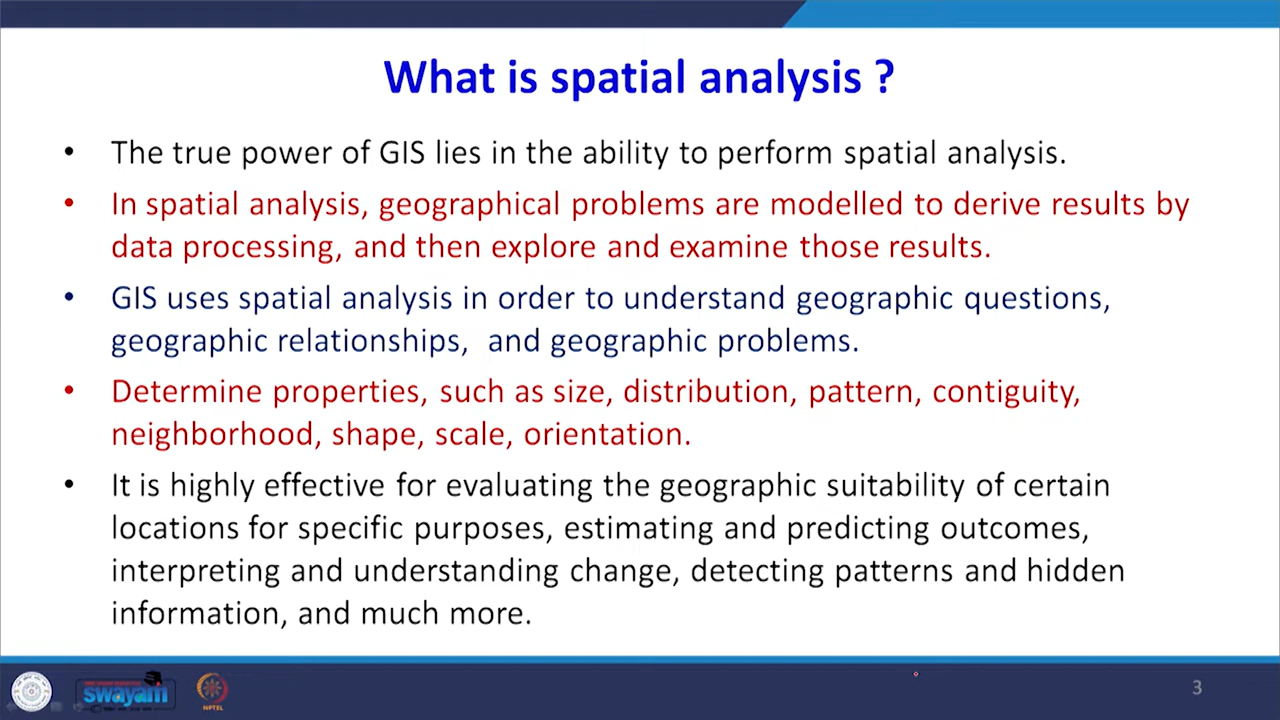 What is spatial analysis ?
• The true power of GIS lies in the ability to perform spatial analysis.
• In spatial analysis, geographical problems are modelled to derive results by
data processing, and then explore and examine those results.
• GIS uses spatial analysis in order to understand geographic questions,
geographic relationships,  and geographic problems.
• Determine properties, such as size, distribution, pattern, contiguity,
neighborhood, shape, scale, orientation.
• It is highly effective for evaluating the geographic suitability of certain
locations for specific purposes, estimating and predicting outcomes,
interpreting and understanding change, detecting patterns and hidden
information, and much more.
swayam
NPTEL
3